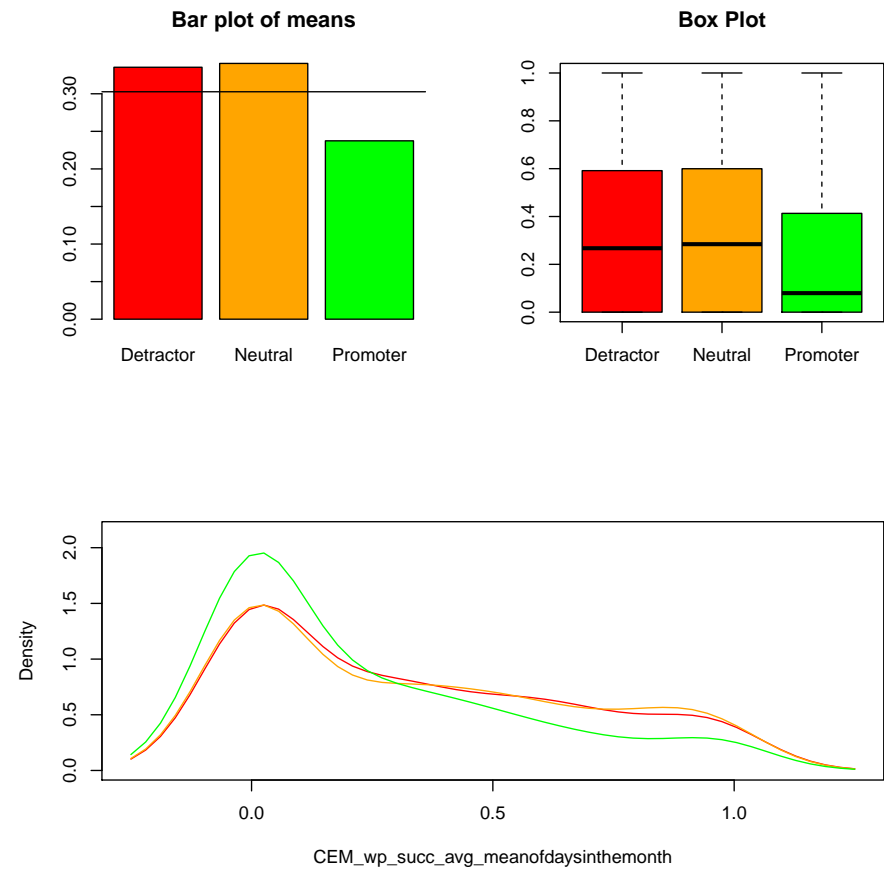 Bar plot of means
0.30
0.20
0.10
0.00
Detractor Neutral Promoter
Box Plot
1.0
0.8
0.6
0.4
0.2
0.0
Detractor Neutral Promoter
2.0
1.5
1.0
0.5
0.0
Density
0.0 0.5 1.0
CEM_wp_succ_avg_meanofdaysinthemonth